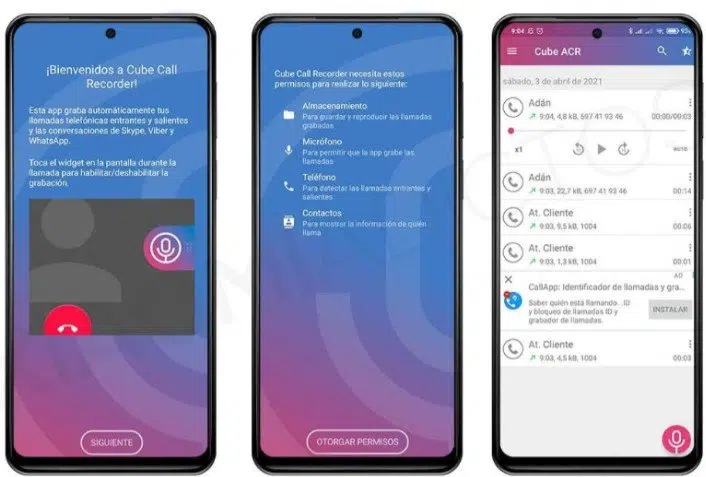 ¡Bienvenidos a Cube Call
Recorder!
Esta app graba automáticamente tus
llamadas telefónicas entrantes y salientes
y las conversaciones de Skype, Viber y
WhatsApp.
Toca el widget en la pantalla durante la
llamada para habilitar/deshabilitar la
grabación.
SIGUIENTE
Cube Call Recorder necesita estos
permisos para realizar lo siguiente:
Almacenamiento
Para guardar y reproducir las llamadas
grabadas
Micrófono
Para permitir que la app grabe las
llamadas
Teléfono
Para detectar las llamadas entrantes y
salientes
Contactos
Para mostrar la información de quién
llama
OTORGAR PERMISOS
9:04
Cube ACR
sábado, 3 de abril de 2021
Adán
9:04, 4,8 kB, 697 41 93 46 00:00/00:03
x1 AUTO
Adán
9:03, 22,7 kB, 697 41 93 46 00:14
At. Cliente
9:03, 9,5 kB, 1004 00:06
At. Cliente
9:03, 1,3 kB, 1004 00:01
AD
CallApp: Identificador de llamadas y gra...
Saber quién está llamando. .ID
y bloqueo de llamadas ID y
grabador de llamadas.
INSTALAR
At. Cliente
9:03, 4,5 kB, 1004 00:03